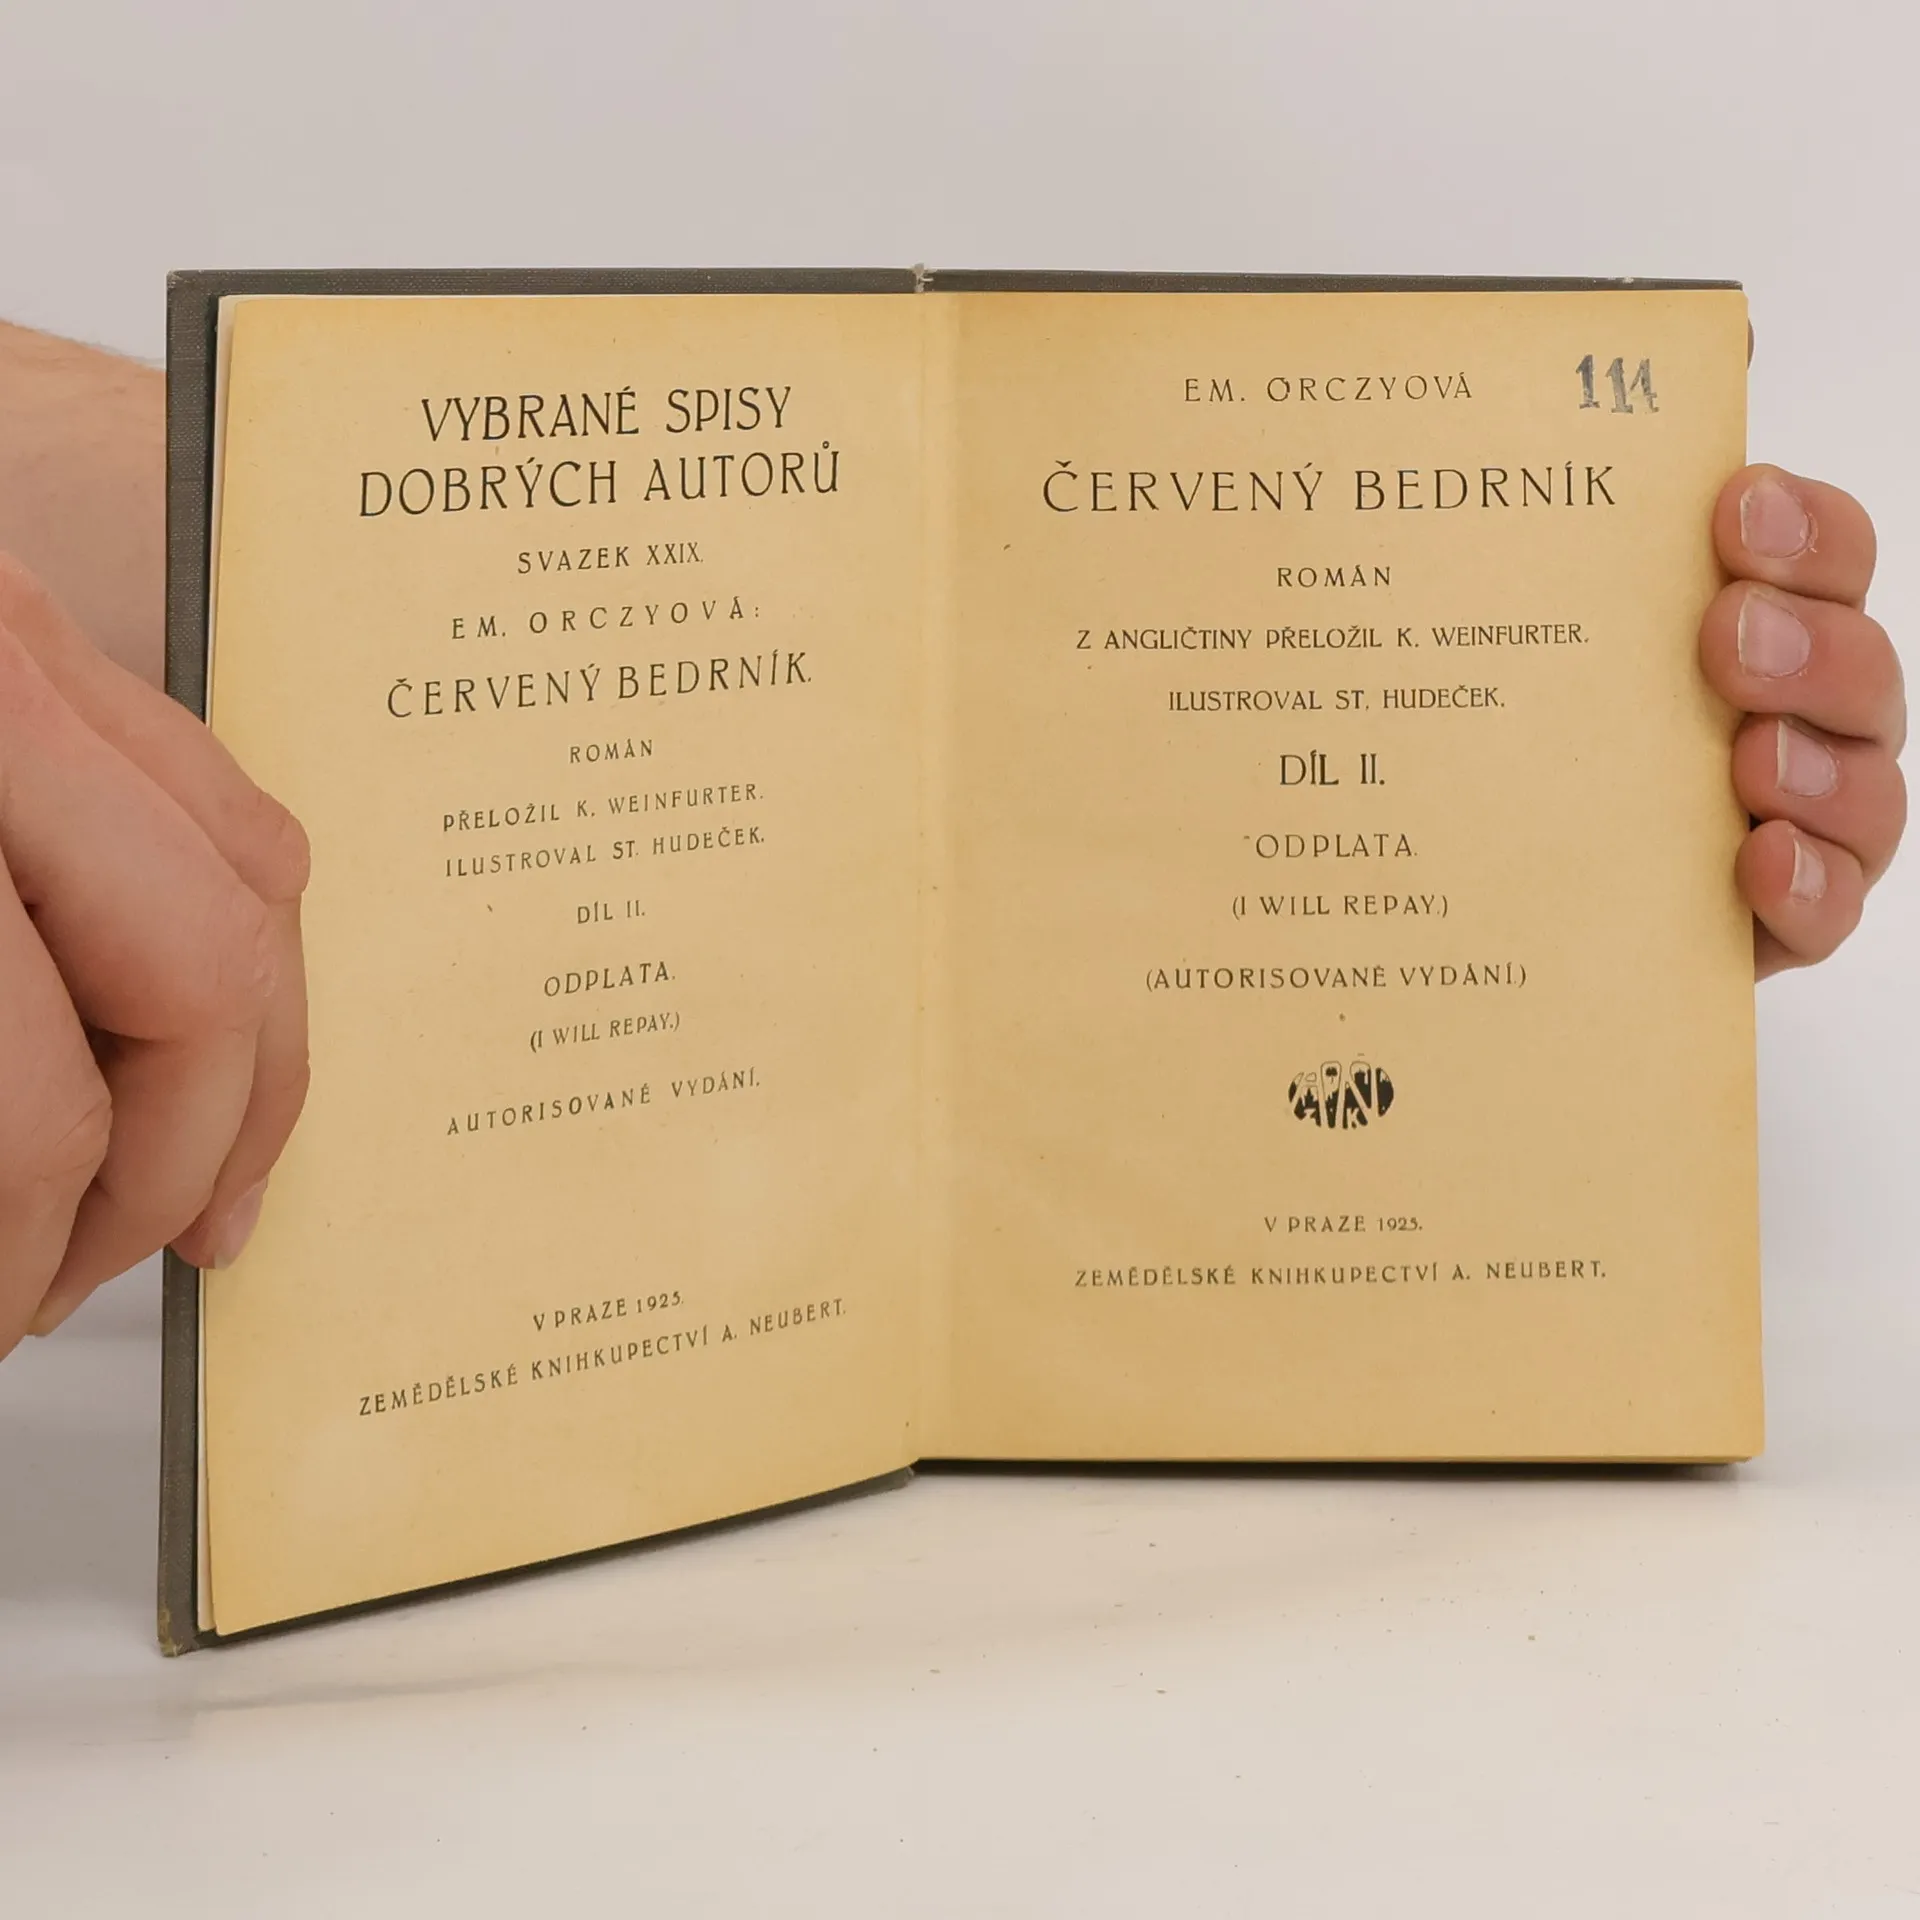 VYBRANÉ SPISY
DOBRÝCH AUTORŮ
SVAZEK XXIX.
EM. ORCZYOVÁ:
ČERVENÝ BEDRNÍK.
ROMÁN
PŘELOŽIL K. WEINFURTER.
ILUSTROVAL ST. HUDEČEK.
DÍL II.
ODPLATA.
(I WILL REPAY.)
AUTORISOVANÉ VYDÁNÍ.
V PRAZE 1925.
ZEMĚDĚLSKÉ KNIHKUPECTVÍ A. NEUBERT.
EM. ORCZYOVÁ
114
ČERVENÝ BEDRNÍK
ROMÁN
Z ANGLIČTINY PŘELOŽIL K. WEINFURTER.
ILUSTROVAL ST. HUDEČEK.
DÍL II.
ODPLATA.
(I WILL REPAY.)
(AUTORISOVANÉ VYDÁNÍ.)
V PRAZE 1925.
ZEMĚDĚLSKÉ KNIHKUPECTVÍ A. NEUBERT.